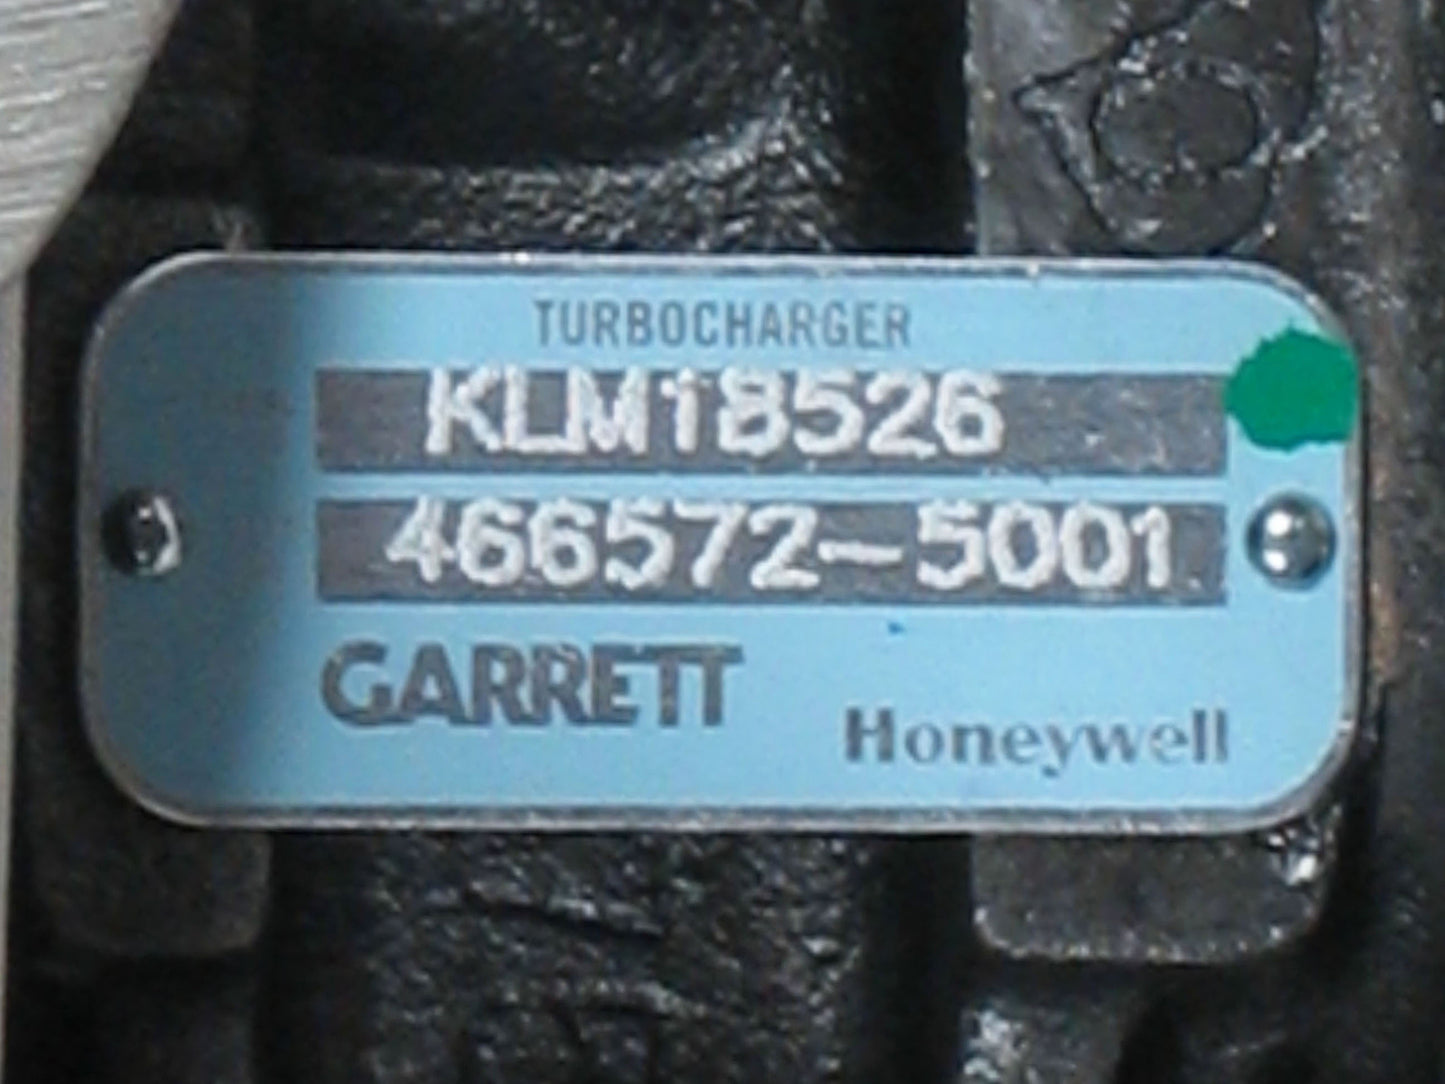 TURBOCHARGER
KLM18526
466572-5001
GARRETT
Honeywell